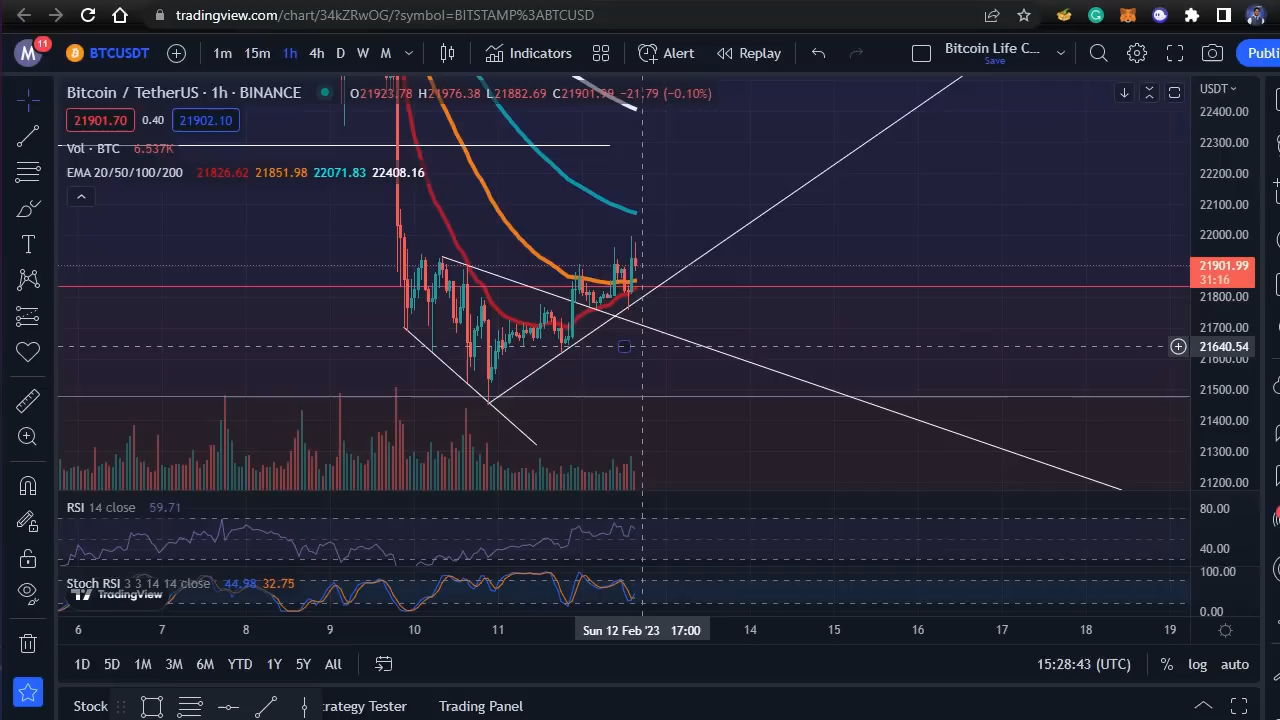 tradingview.com/chart/34kZRwOG/?symbol=BITSTAMP%3ABTCUSD
M 11 BTCUSDT 1m 15m 1h 4h D W M Indicators Alert Replay Bitcoin Life C... Save Publi
Bitcoin / TetherUS · 1h · BINANCE O21923.78 H21976.38 L21882.69 C21901.99 −21.79 (−0.10%) USDT
21901.70 0.40 21902.10
Vol · BTC 6.537K
EMA 20/50/100/200 21826.62 21851.98 22071.83 22408.16
22400.00
22300.00
22200.00
22100.00
22000.00
21901.99
31:16
21800.00
21700.00
21640.54
21600.00
21500.00
21400.00
21300.00
21200.00
RSI 14 close 59.71 80.00
40.00
Stoch RSI 3 3 14 14 close 44.98 32.75 100.00
TradingView
0.00
6 7 8 9 10 11 Sun 12 Feb '23 17:00 14 15 16 17 18 19
1D 5D 1M 3M 6M YTD 1Y 5Y All 15:28:43 (UTC) % log auto
Stock trategy Tester Trading Panel